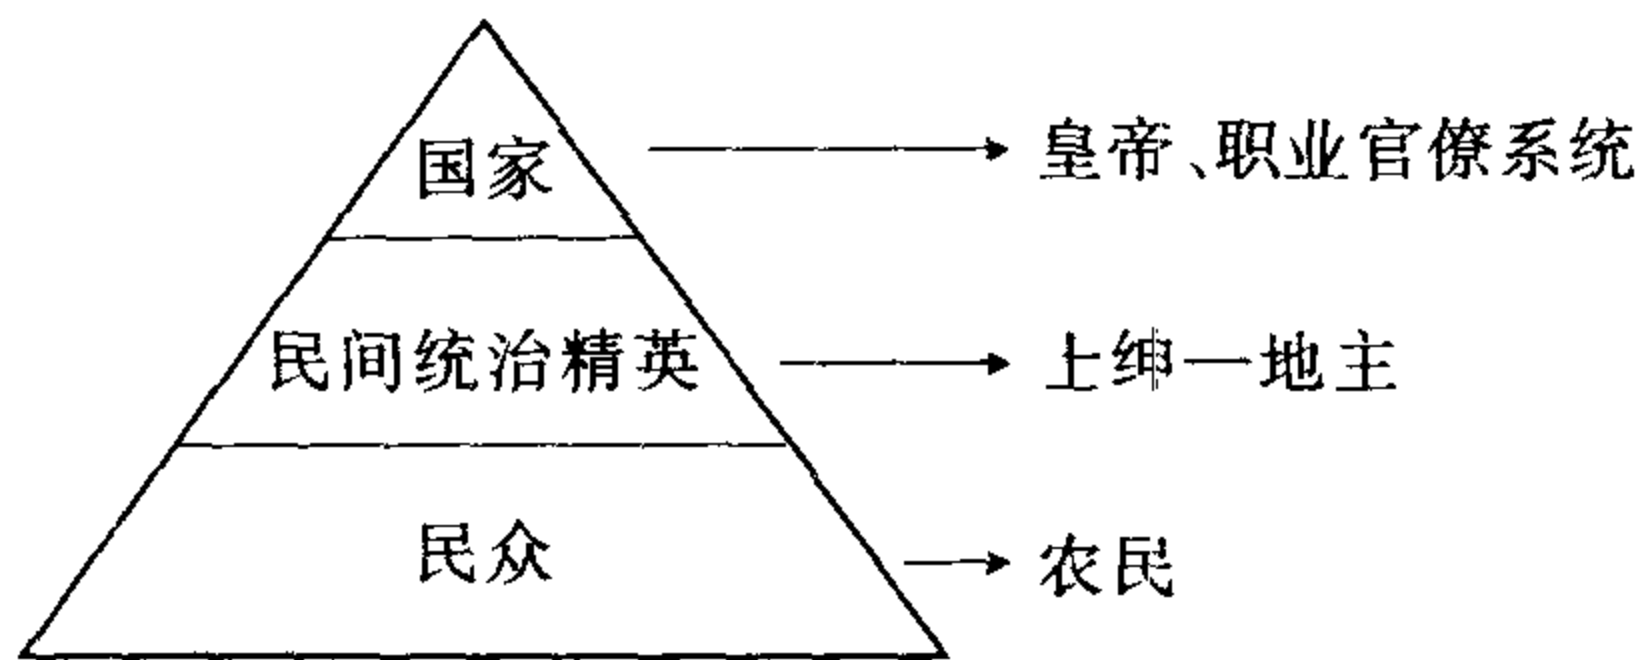 国家
皇帝、职业官僚系统
民间统治精英
上绅一地主
民众
农民